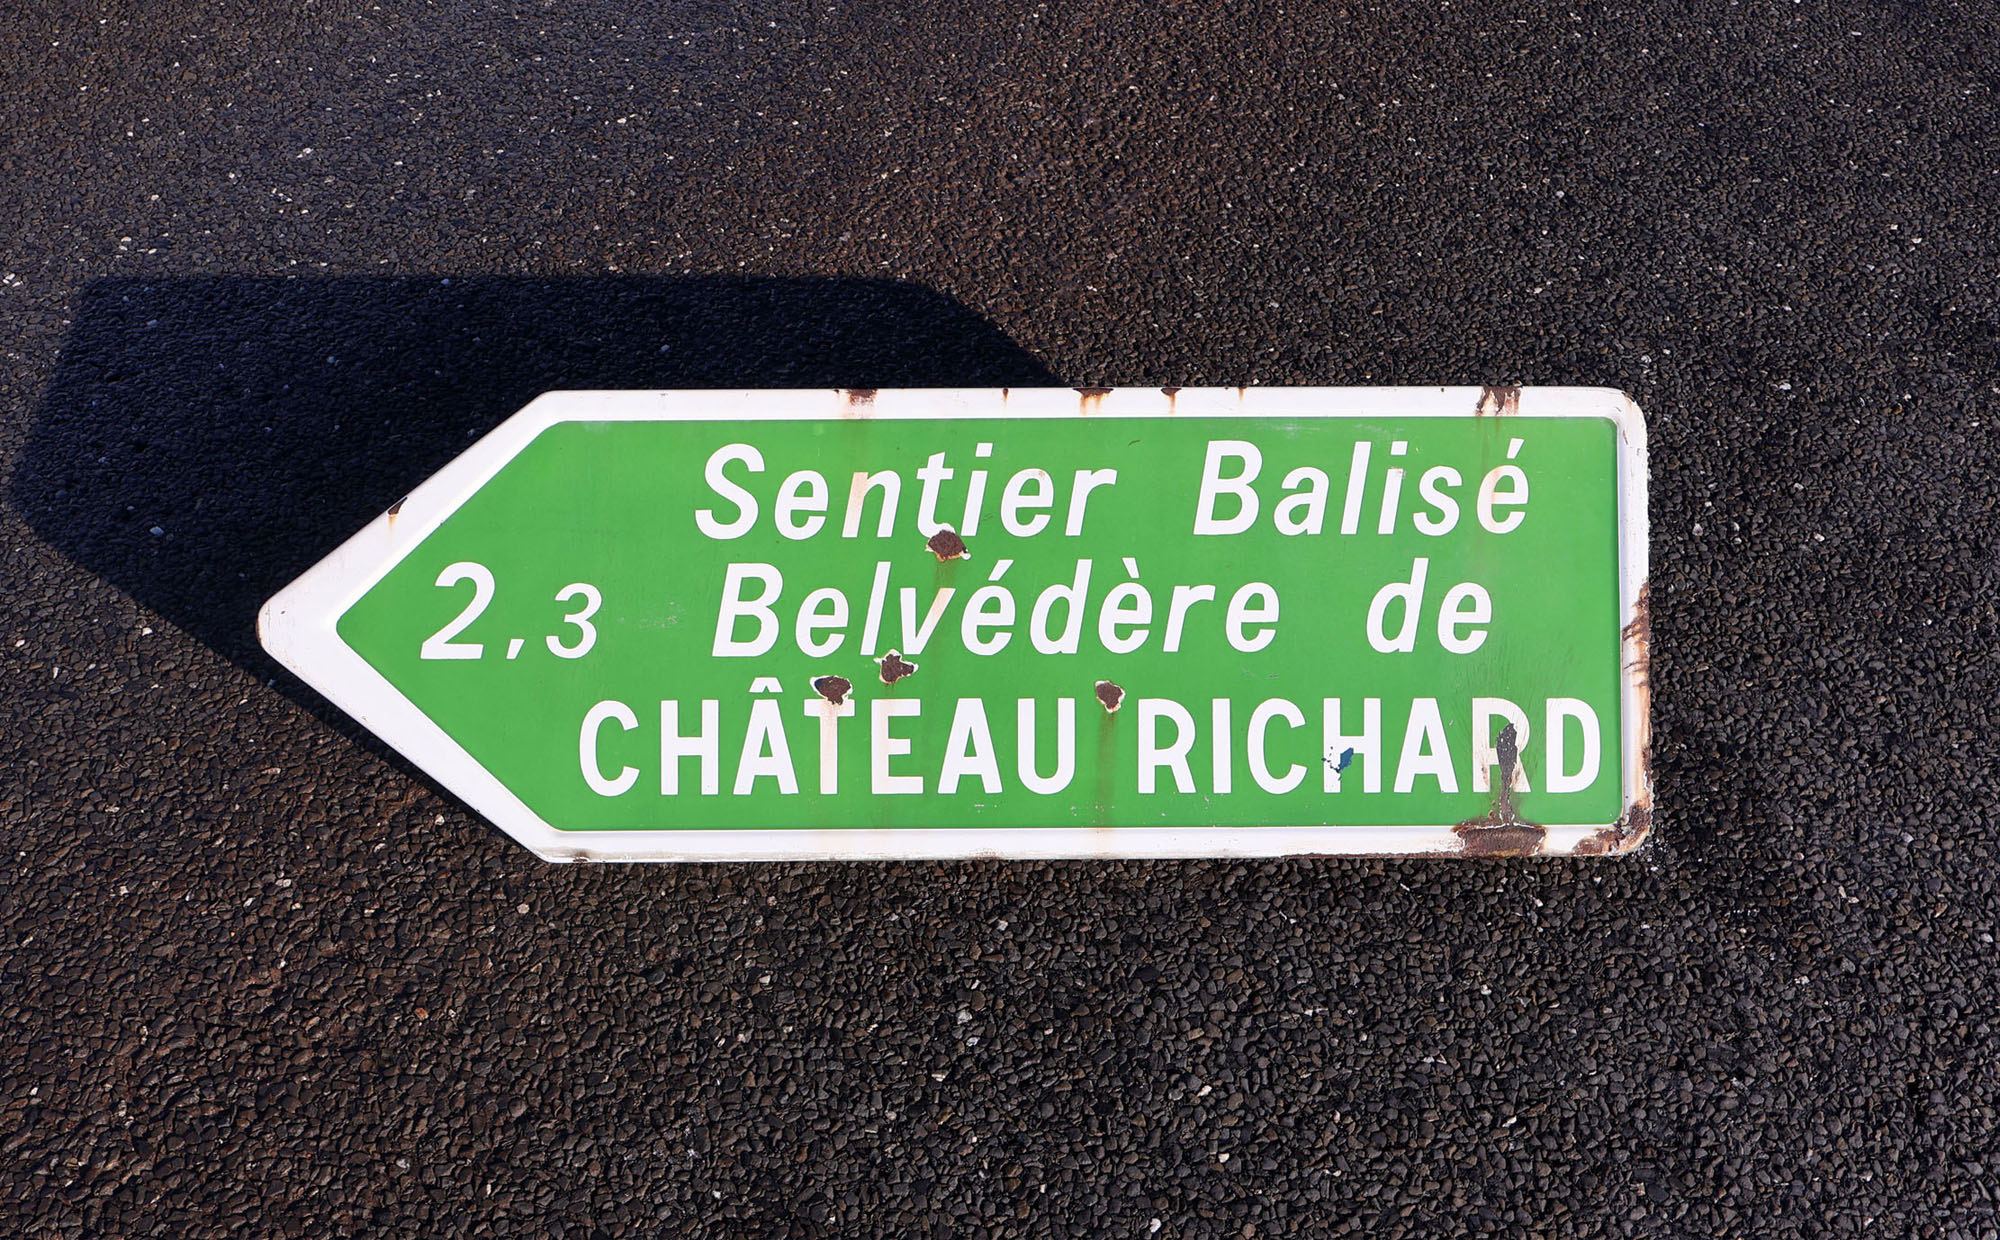 Sentier Balisé
2,3 Belvédère de
CHÂTEAU RICHARD